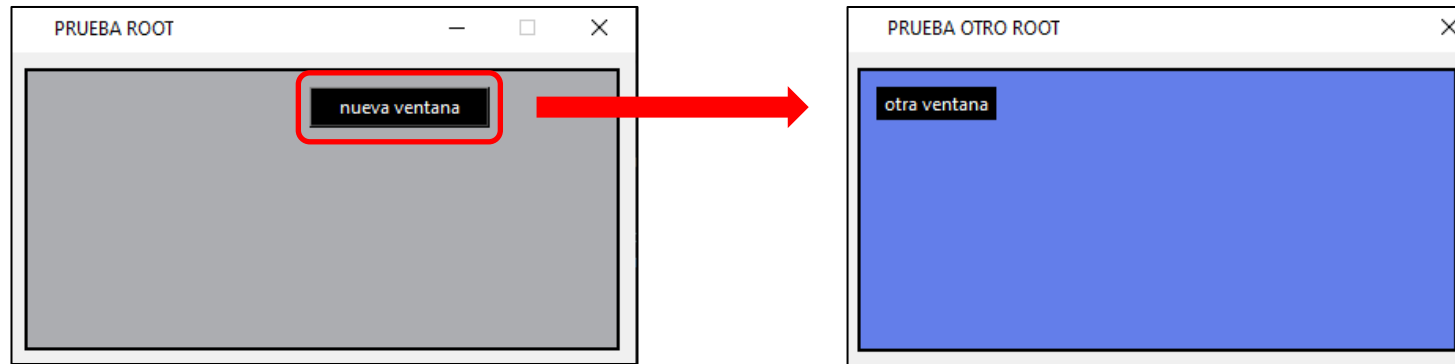 PRUEBA ROOT
nueva ventana
PRUEBA OTRO ROOT
otra ventana